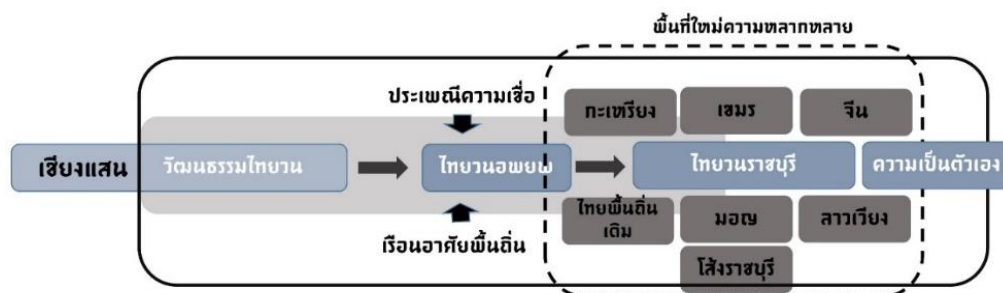 พื้นที่ใหม่ความหลากหลาย
ประเพณีความเชื่อ
กะเหรี่ยง
เขมร
จีน
เชียงแสน
วัฒนธรรมไทยวน
ไทยวนอพยพ
ไทยวนราชบุรี
ความเป็นตัวเอง
เรือนอาศัยพื้นถิ่น
ไทยพื้นถิ่น
เดิม
มอญ
ลาวเวียง
โส้งราชบุรี